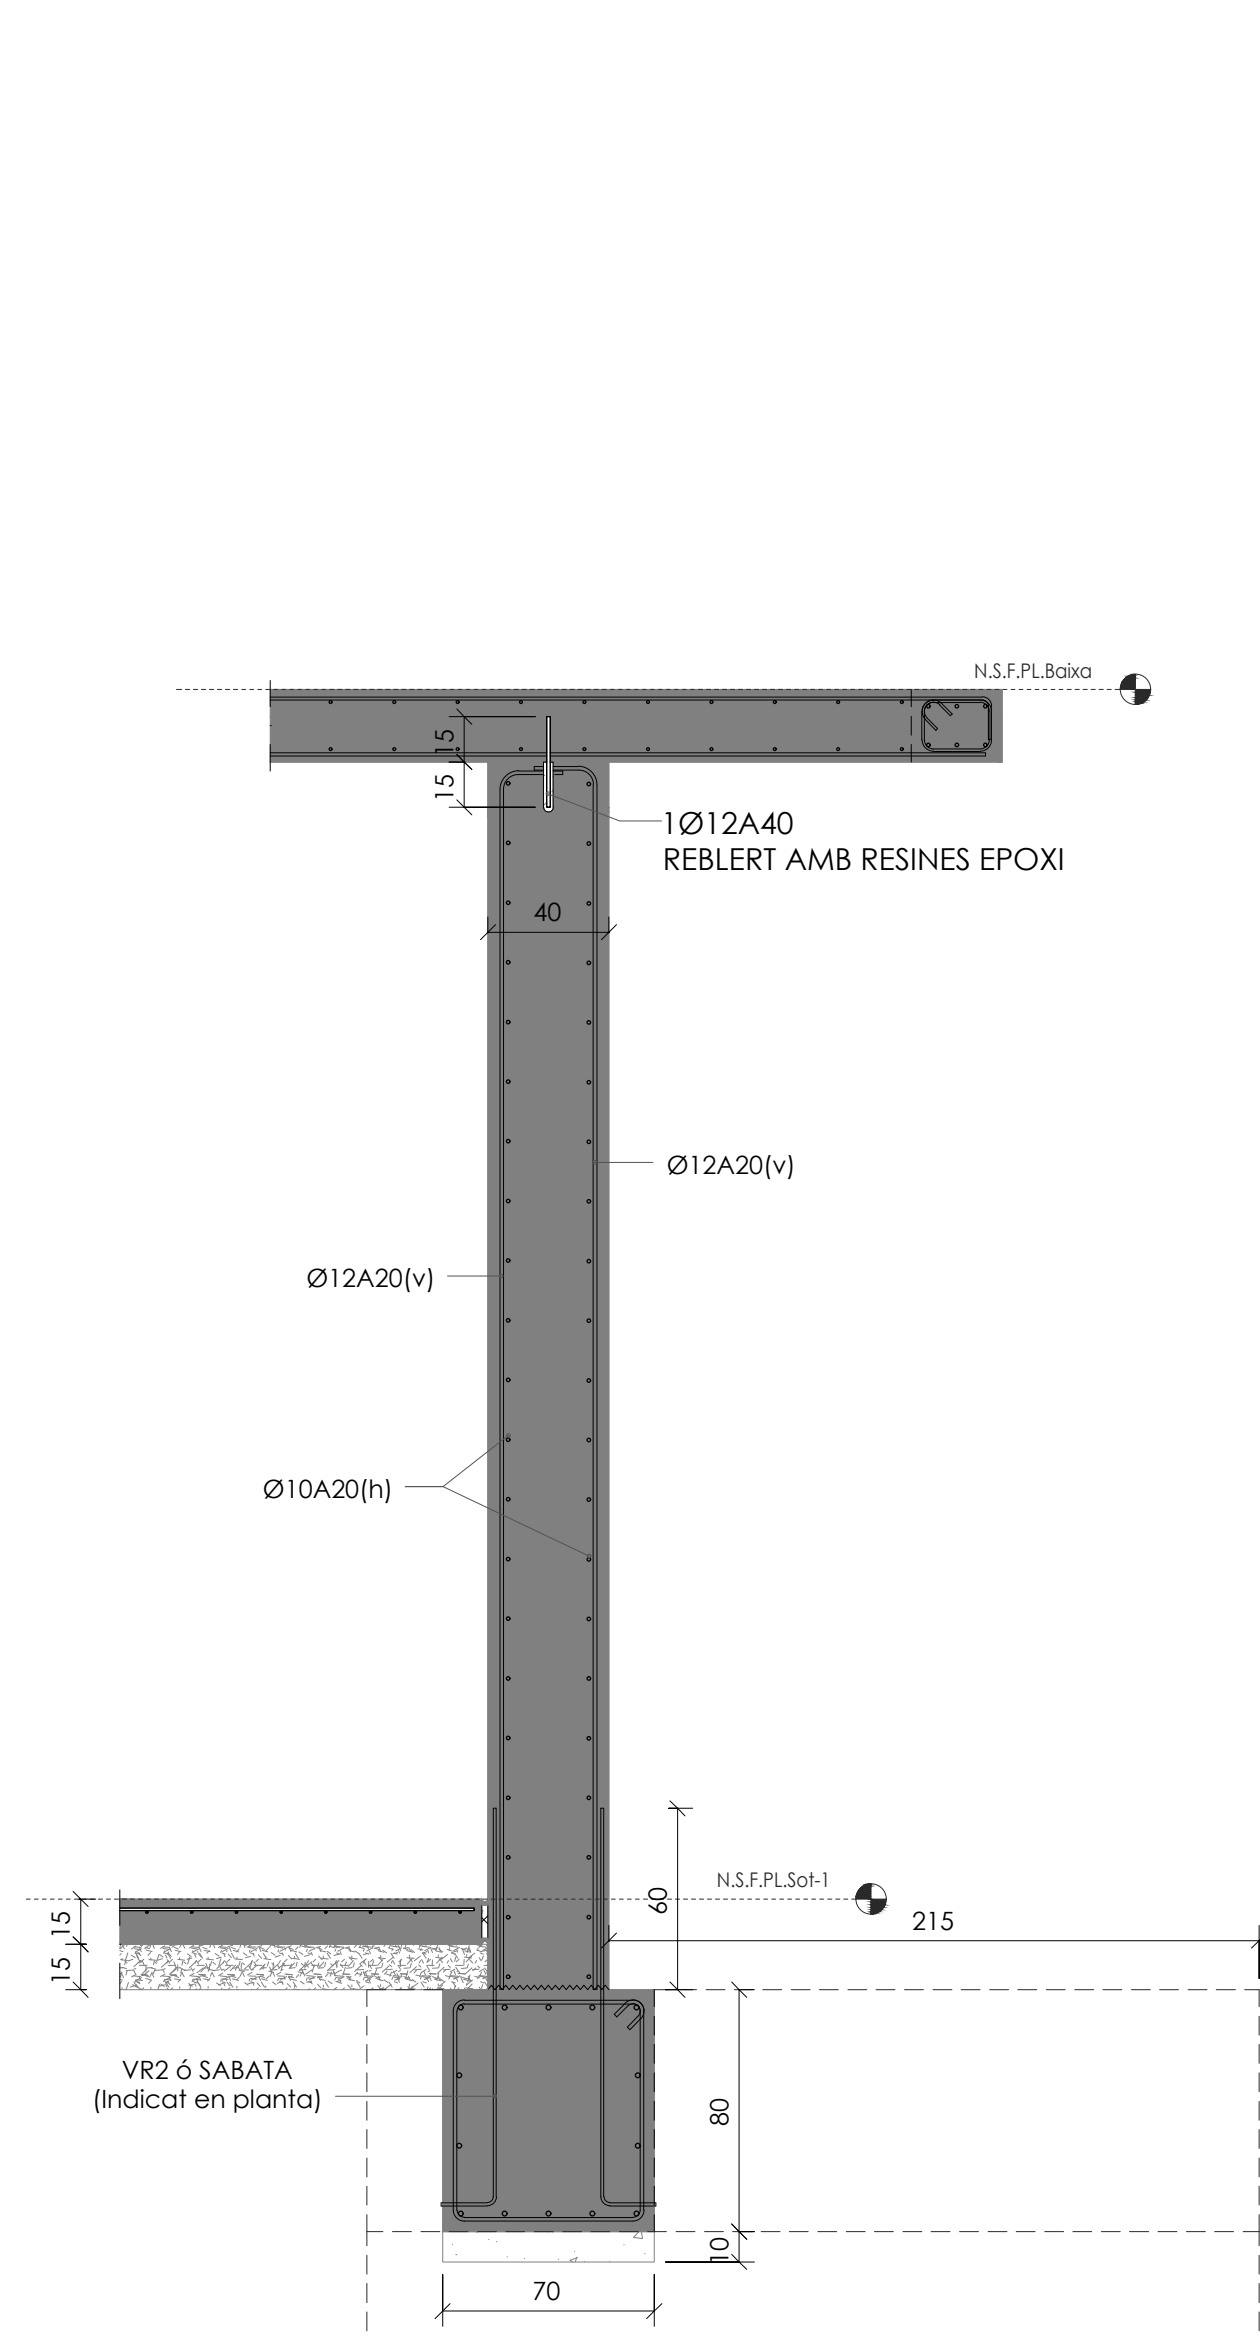 N.S.F.PL.Baixa
15
15
1Ø12A40
REBLERT AMB RESINES EPOXI
40
Ø12A20(v)
Ø12A20(v)
Ø10A20(h)
60
N.S.F.PL.Sot-1
215
15
15
VR2 ó SABATA
(Indicat en planta)
80
10
70